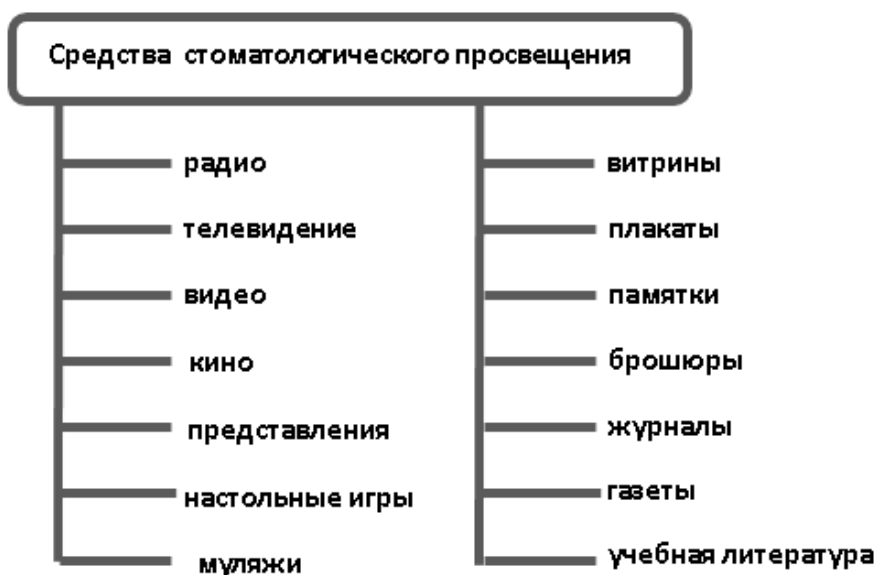 Средства стоматологического просвещения
радио
телевидение
видео
кино
представления
настольные игры
муляжи
витрины
плакаты
памятки
брошюры
журналы
газеты
учебная литература